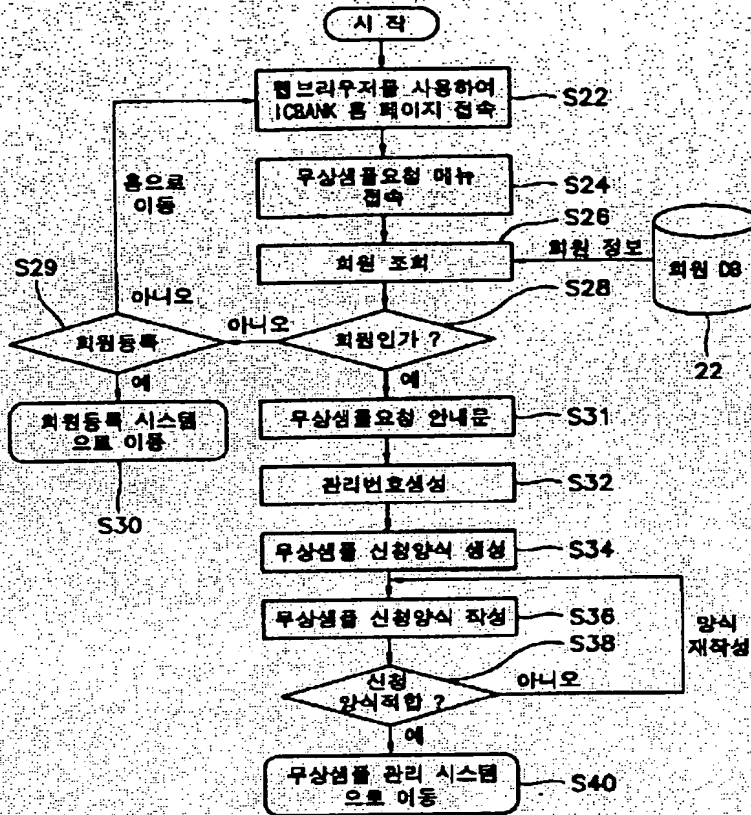 시 작
웹브라우저를 사용하여
ICBANK 홈 페이지 접속
S22
무상샘플요청 메뉴
접속
S24
홈으로
이동
S26
회원 조회
회원 정보
회원 DB
22
S29
아니오
회원등록
아니오
회원인가 ?
S28
예
예
회원등록 시스템
으로 이동
S30
무상샘플요청 안내문
S31
관리번호생성
S32
무상샘플 신청양식 생성
S34
무상샘플 신청양식 작성
S36
양식
재작성
S38
신청
양식적합 ?
아니오
예
무상샘플 관리 시스템
으로 이동
S40